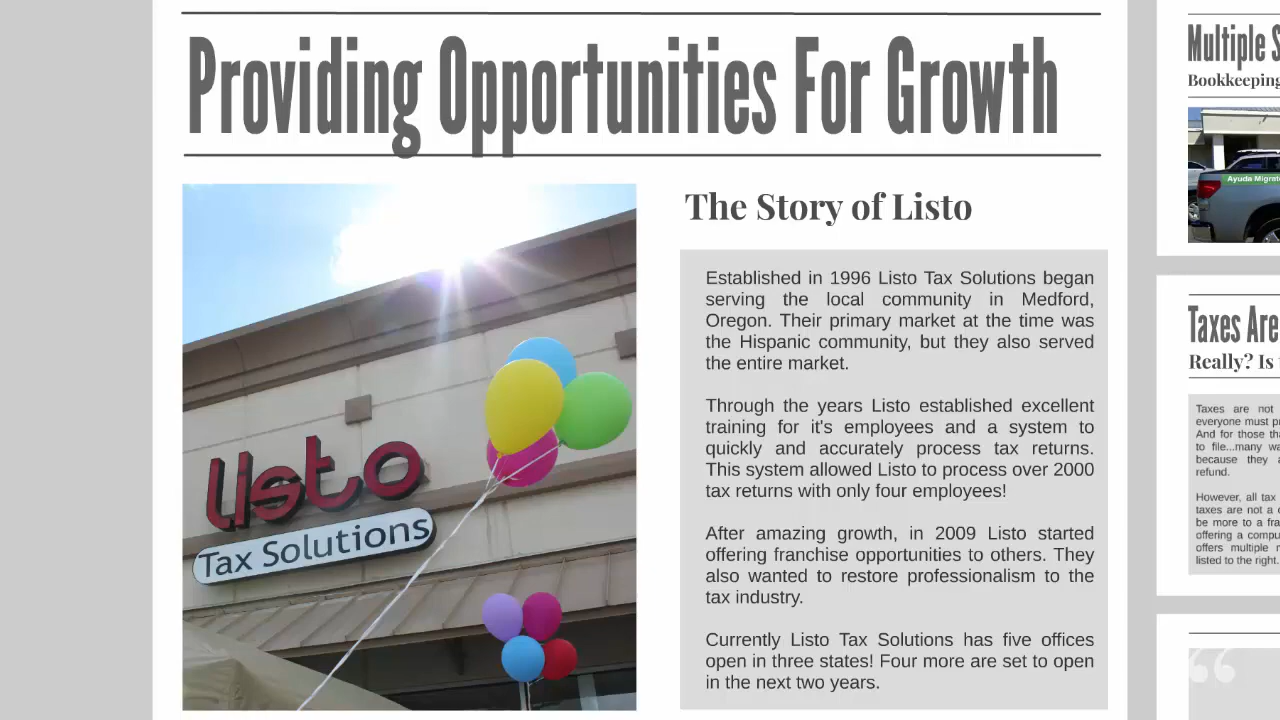 Providing Opportunities For Growth
The Story of Listo
Established in 1996 Listo Tax Solutions began
serving the local community in Medford,
Oregon. Their primary market at the time was
the Hispanic community, but they also served
the entire market.
Through the years Listo established excellent
training for it's employees and a system to
quickly and accurately process tax returns.
This system allowed Listo to process over 2000
tax returns with only four employees!
After amazing growth, in 2009 Listo started
offering franchise opportunities to others. They
also wanted to restore professionalism to the
tax industry.
Currently Listo Tax Solutions has five offices
open in three states! Four more are set to open
in the next two years.
listo
Tax Solutions
Multiple
Bookkeeping
Ayuda
Taxes Are
Really? Is
Taxes are not
everyone must
And for those
to file...many
because they
refund.
However, all tax
taxes are not a
be more to a
offering a
offers multiple
listed to the right.
“